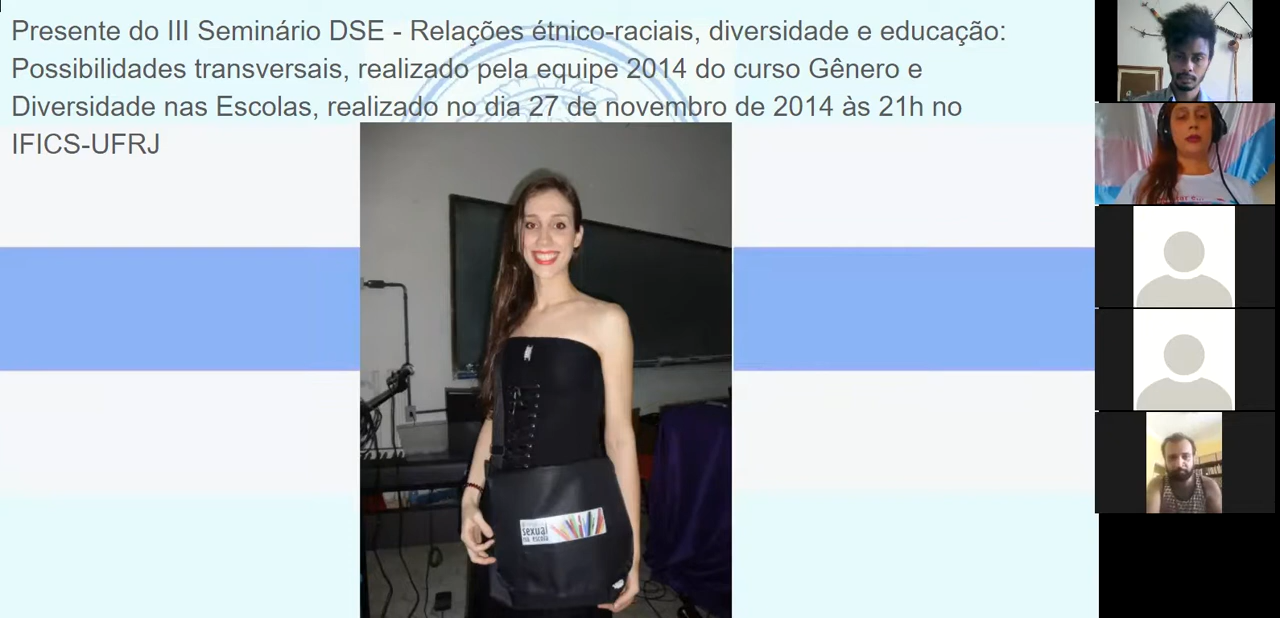 Presente do III Seminário DSE - Relações étnico-raciais, diversidade e educação:
Possibilidades transversais, realizado pela equipe 2014 do curso Gênero e
Diversidade nas Escolas, realizado no dia 27 de novembro de 2014 às 21h no
IFICS-UFRJ
sexual
na escola